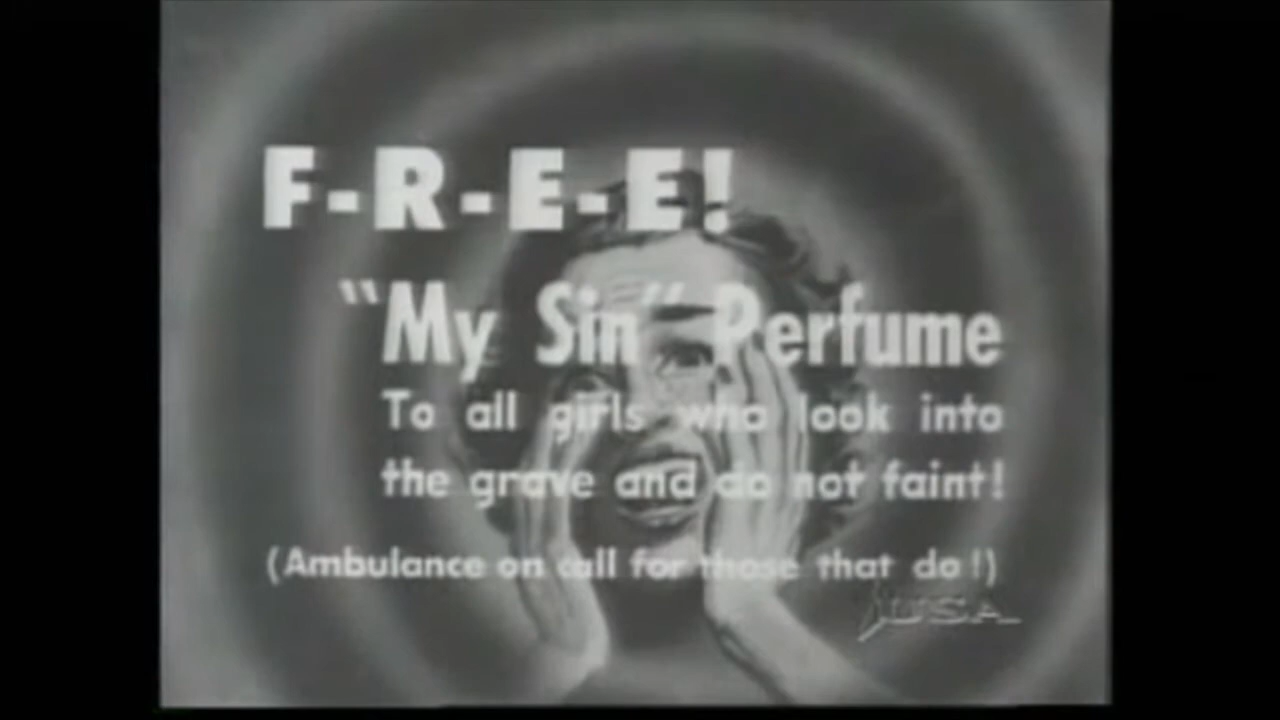 F-R-E-E!
"My Sin" Perfume
To all girls who look into
the grave and do not faint!
(Ambulance on call for those that do!)
USA